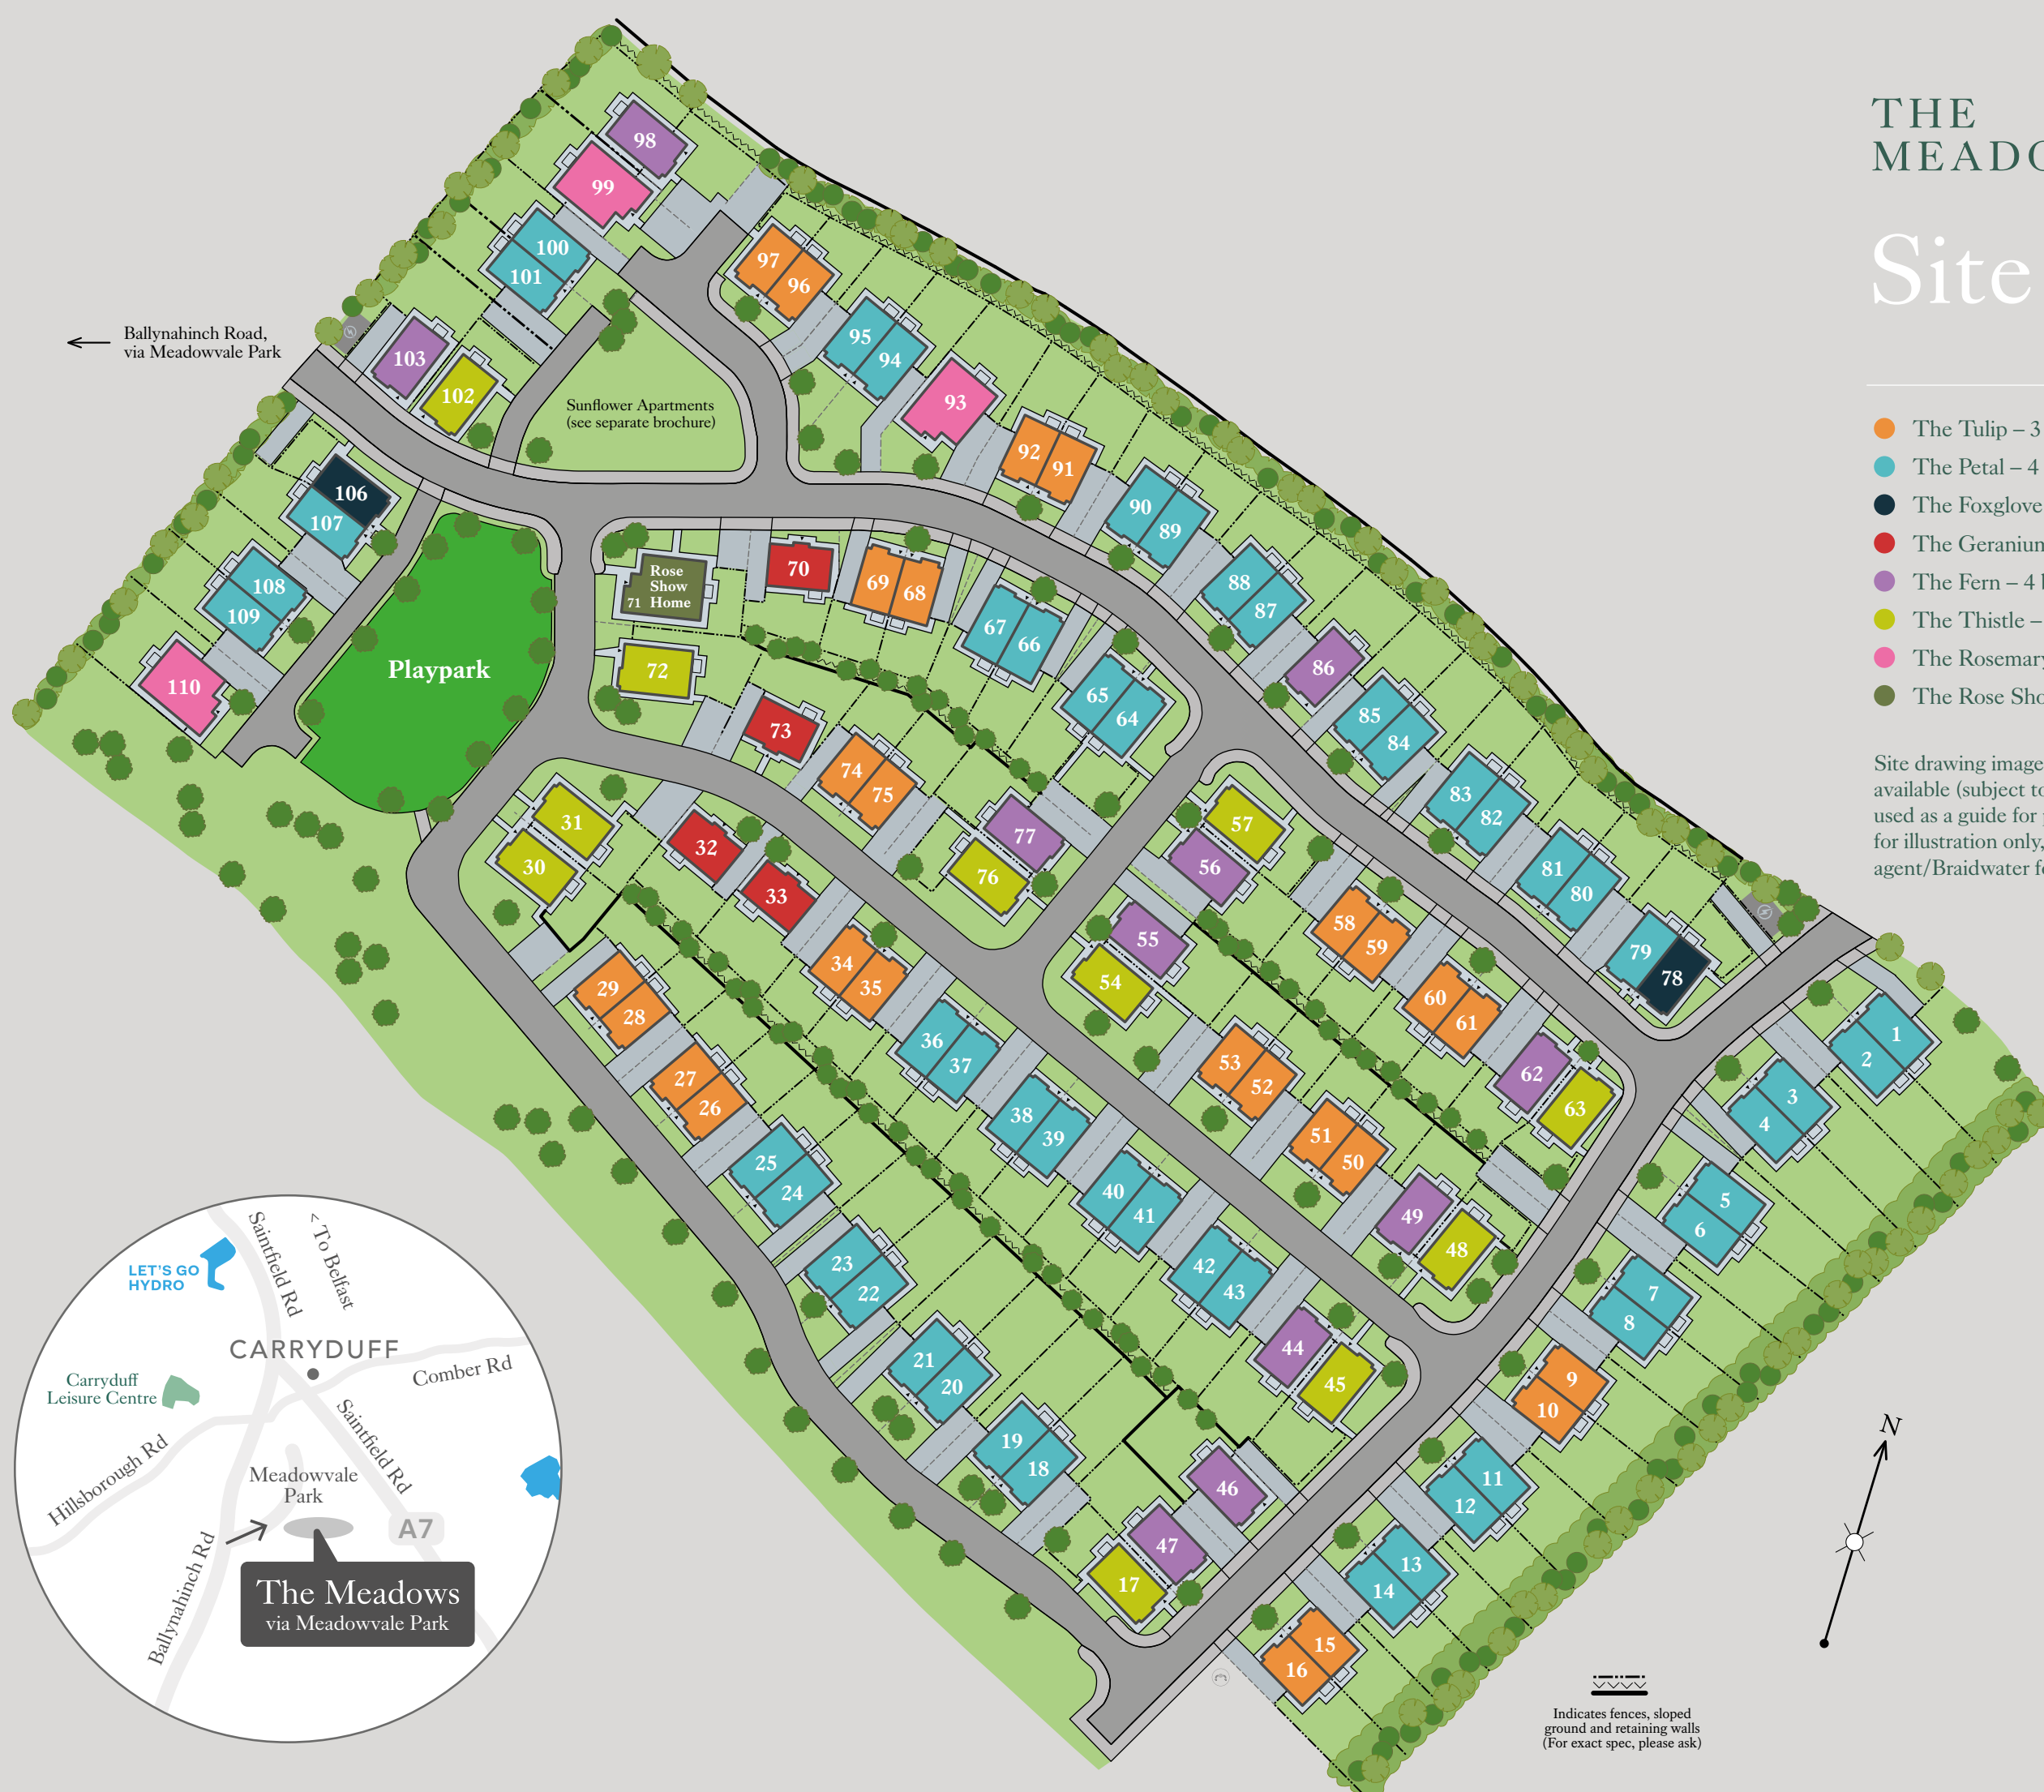 THE
MEADO
Site
The Tulip – 3
The Petal – 4
The Foxglove
The Geranium
The Fern – 4 b
The Thistle –
The Rosemary
The Rose Sho
Site drawing image
available (subject to
used as a guide for p
for illustration only,
agent/Braidwater fo
Ballynahinch Road,
via Meadowvale Park
Sunflower Apartments
(see separate brochure)
Playpark
Rose
Show
71 Home
98
99
100
101
97
96
103
102
95
94
93
92
91
106
107
90
89
108
109
70
69
68
88
87
67
66
110
72
86
65
64
73
85
84
74
75
31
32
77
57
83
82
30
33
76
56
81
80
58
59
55
79
78
34
35
54
29
28
60
61
1
2
36
37
53
52
62
63
3
4
27
26
38
39
51
50
25
24
40
41
49
48
5
6
23
22
42
43
7
8
21
20
44
45
9
10
19
18
46
11
12
47
17
13
14
15
16
N
Indicates fences, sloped
ground and retaining walls
(For exact spec, please ask)
LET'S GO
HYDRO
Saintfield Rd
< To Belfast
CARRYDUFF
Carryduff
Leisure Centre
Comber Rd
Saintfield Rd
Hillsborough Rd
Meadowvale
Park
A7
Ballynahinch Rd
The Meadows
via Meadowvale Park